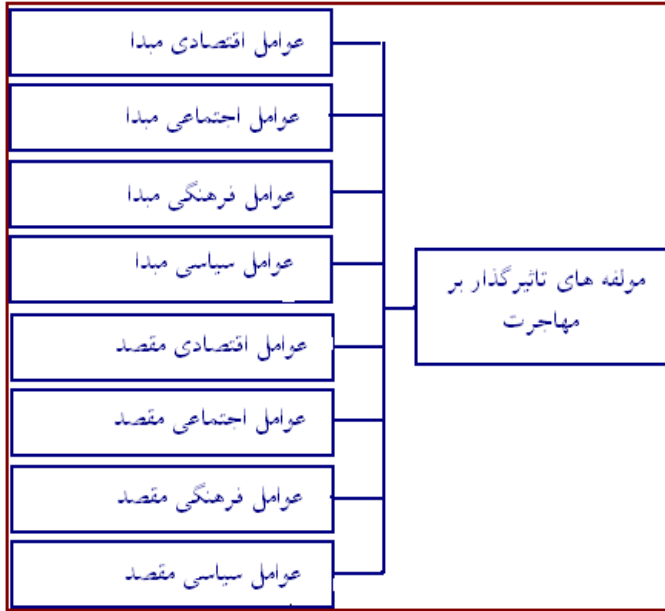 مولفه های تاثیرگذار بر
مهاجرت
عوامل اقتصادی مبدا
عوامل اجتماعی مبدا
عوامل فرهنگی مبدا
عوامل سیاسی مبدا
عوامل اقتصادی مقصد
عوامل اجتماعی مقصد
عوامل فرهنگی مقصد
عوامل سیاسی مقصد